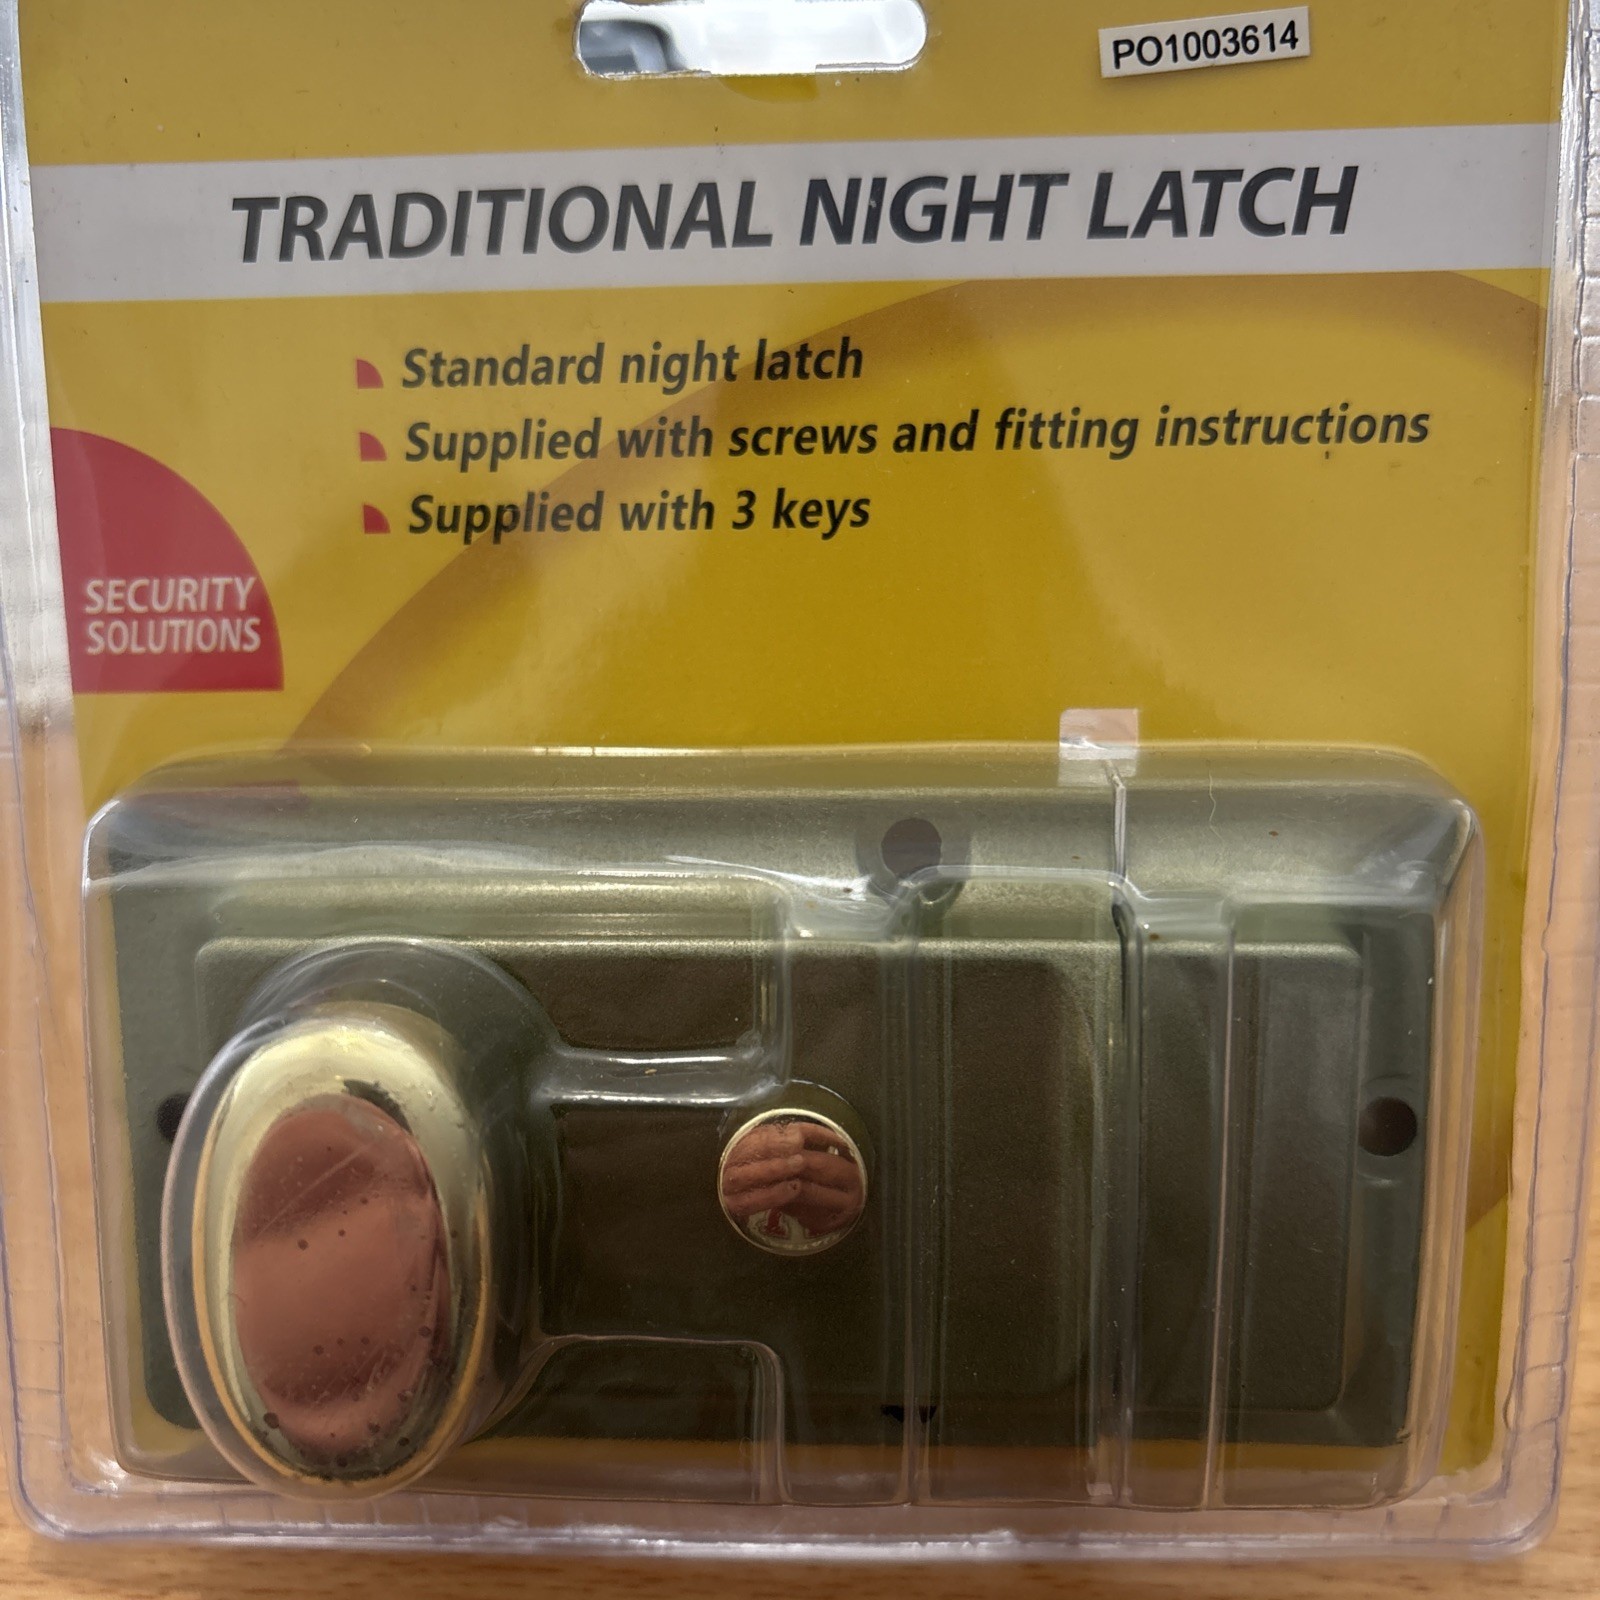 PO1003614
TRADITIONAL NIGHT LATCH
Standard night latch
Supplied with screws and fitting instructions
Supplied with 3 keys
SECURITY
SOLUTIONS